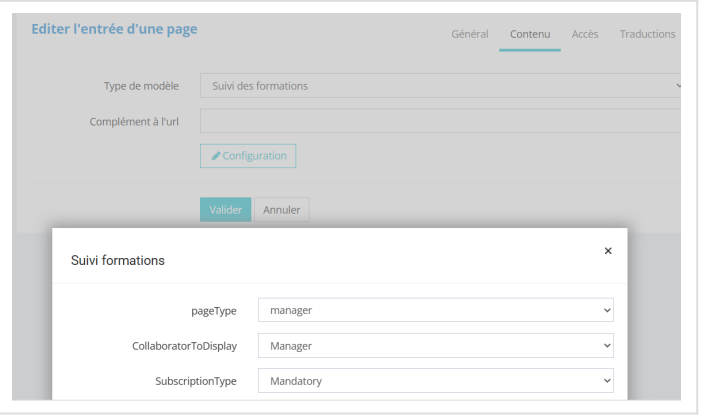 Editer l'entrée d'une page
Général Contenu Accès Traductions
Type de modèle Suivi des formations
Complément à l'url
Configuration
Valider Annuler
Suivi formations ×
pageType manager
CollaboratorToDisplay Manager
SubscriptionType Mandatory